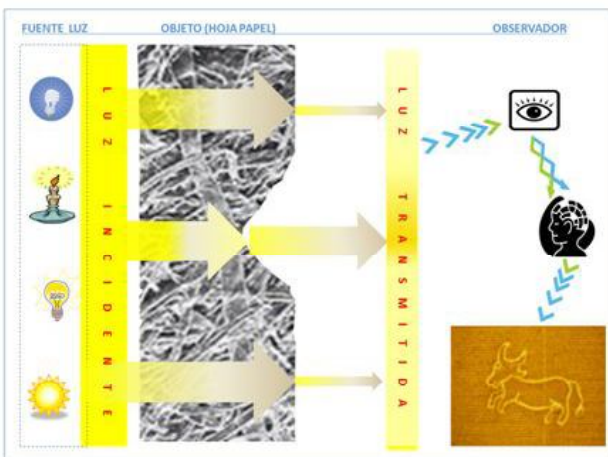 FUENTE LUZ
OBJETO (HOJA PAPEL)
OBSERVADOR
LUZ INCIDENTE
LUZ TRANSMITIDA